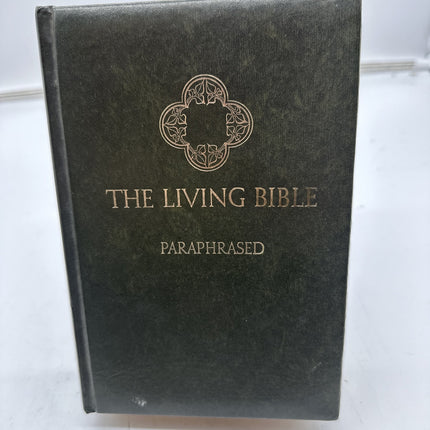 THE LIVING BIBLE
PARAPHRASED